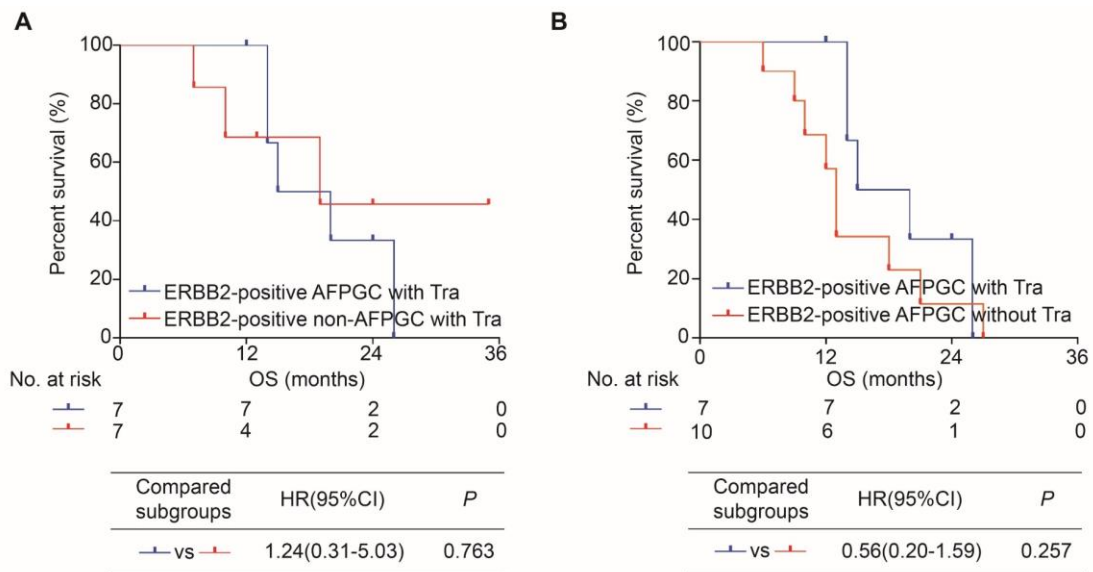 A
Percent survival (%)
100
80
60
40
20
0
ERBB2-positive AFPGC with Tra
ERBB2-positive non-AFPGC with Tra
0 12 24 36
No. at risk OS (months)
7 7 2 0
7 4 2 0
Compared subgroups HR(95%CI) P
vs 1.24(0.31-5.03) 0.763
B
Percent survival (%)
100
80
60
40
20
0
ERBB2-positive AFPGC with Tra
ERBB2-positive AFPGC without Tra
0 12 24 36
No. at risk OS (months)
7 7 2 0
10 6 1 0
Compared subgroups HR(95%CI) P
vs 0.56(0.20-1.59) 0.257